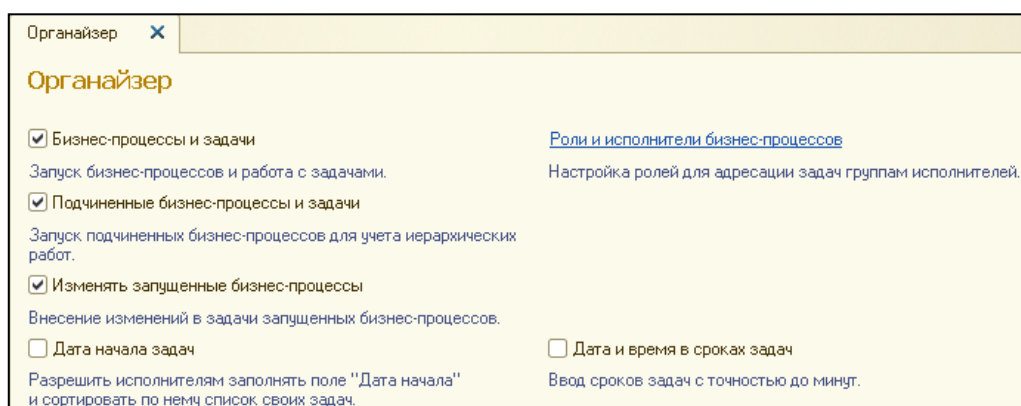 Органайзер
Органайзер
Бизнес-процессы и задачи
Роли и исполнители бизнес-процессов
Запуск бизнес-процессов и работа с задачами.
Настройка ролей для адресации задач группам исполнителей.
Подчиненные бизнес-процессы и задачи
Запуск подчиненных бизнес-процессов для учета иерархических
работ.
Изменять запущенные бизнес-процессы
Внесение изменений в задачи запущенных бизнес-процессов.
Дата начала задач
Дата и время в сроках задач
Разрешить исполнителям заполнять поле "Дата начала"
и сортировать по нему список своих задач.
Ввод сроков задач с точностью до минут.